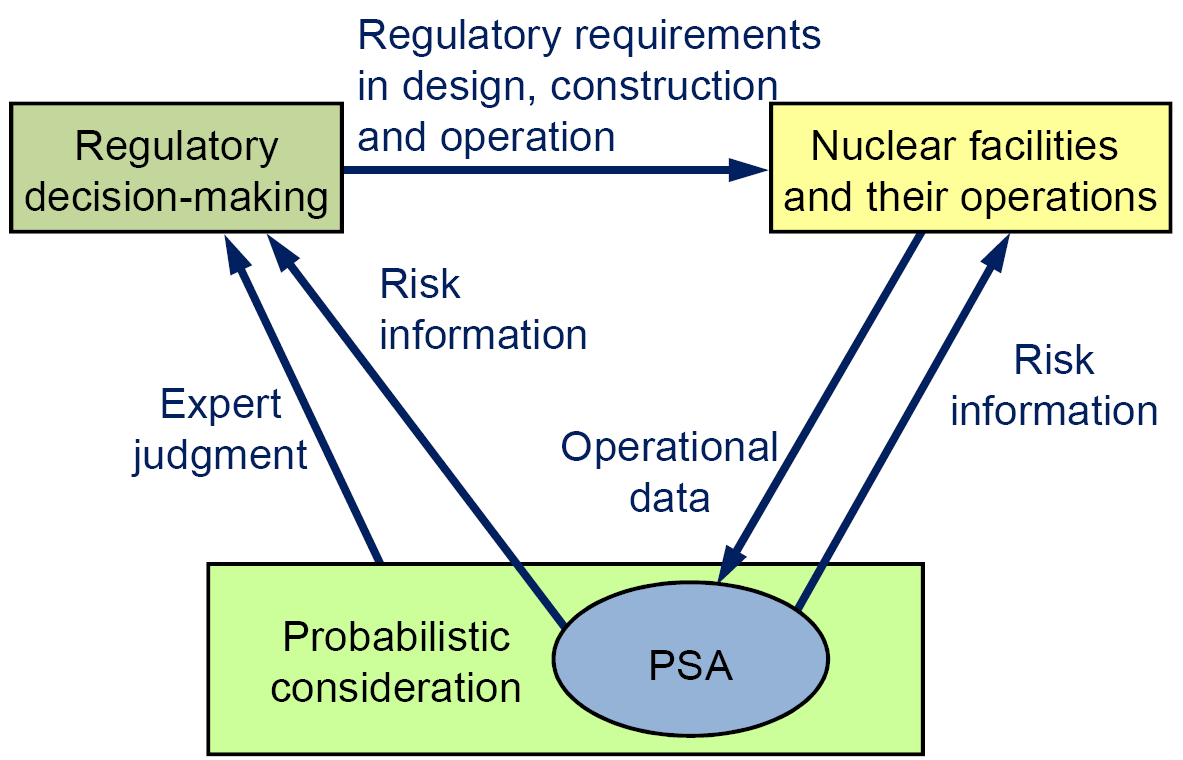 Regulatory requirements
in design, construction
and operation
Regulatory
decision-making
Nuclear facilities
and their operations
Risk
information
Risk
information
Expert
judgment
Operational
data
Probabilistic
consideration
PSA